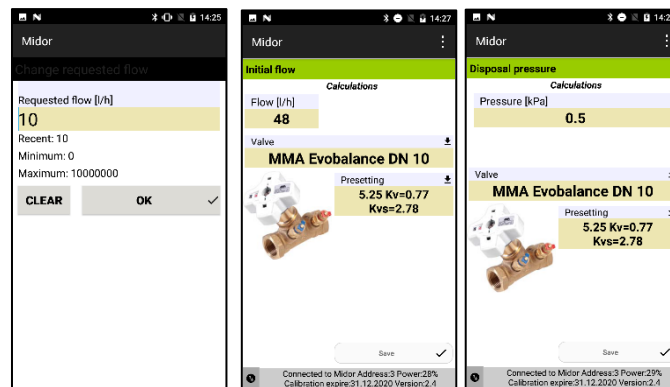 14:25
Midor
Change requested flow
Requested flow [l/h]
10
Recent: 10
Minimum: 0
Maximum: 10000000
CLEAR
OK
14:27
Midor
Initial flow
Calculations
Flow [l/h]
48
Valve
MMA Evobalance DN 10
Presetting
5.25 Kv=0.77
Kvs=2.78
Save
Connected to Midor Address:3 Power:28%
Calibration expire:31.12.2020 Version:2.4
Midor
Disposal pressure
Calculations
Pressure [kPa]
0.5
Valve
MMA Evobalance DN 10
Presetting
5.25 Kv=0.77
Kvs=2.78
Save
Connected to Midor Address:3 Power:29%
Calibration expire:31.12.2020 Version:2.4